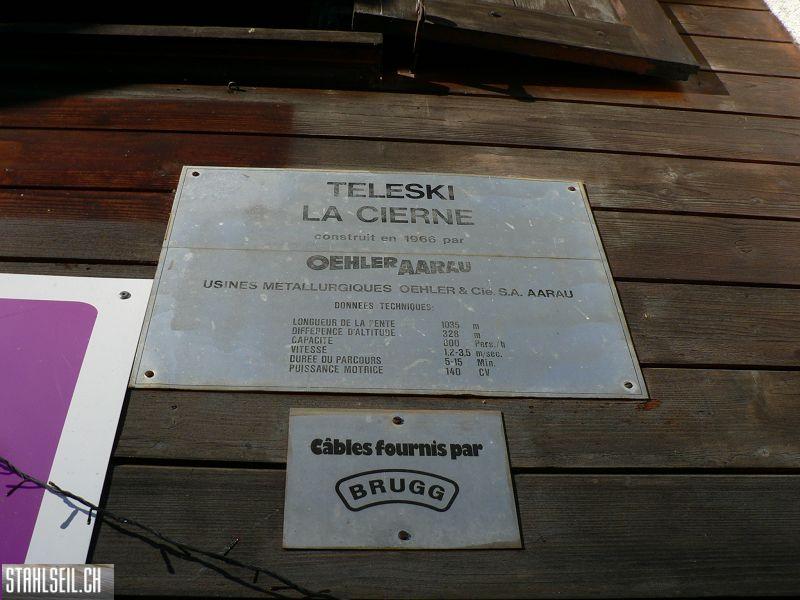 TELESKI
LA CIERNE
construit en 1966 par
OEHLER AARAU
USINES METALLURGIQUES OEHLER & Cie. S.A. AARAU
DONNEES TECHNIQUES:
LONGUEUR DE LA PENTE 1035 m
DIFFERENCE D'ALTITUDE 328 m
CAPACITE 800 Pers./h
VITESSE 1,2-3,5 m/sec.
DUREE DU PARCOURS 5-15 Min.
PUISSANCE MOTRICE 140 CV
Câbles fournis par
BRUGG
STAHLSEIL.CH